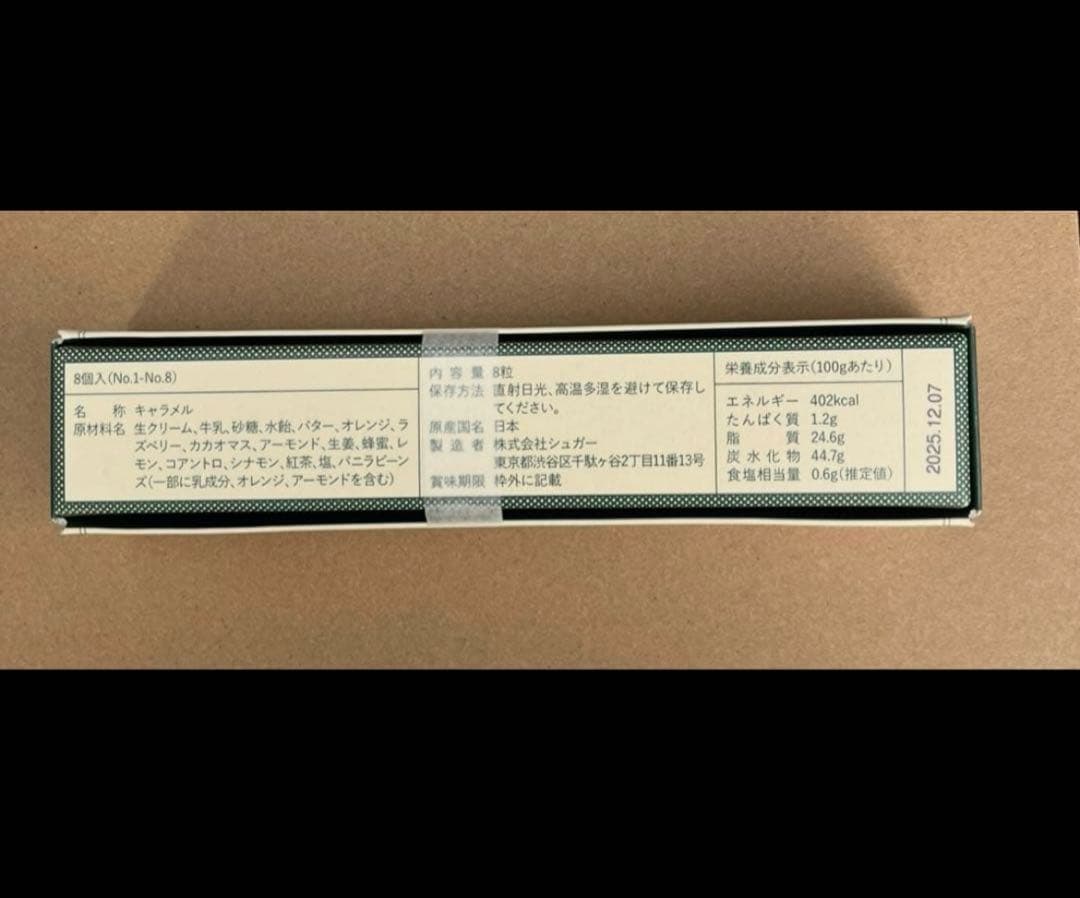 8個入(No.1-No.8)
名　称 キャラメル
原材料名 生クリーム、牛乳、砂糖、水飴、バター、オレンジ、ラ
ズベリー、カカオマス、アーモンド、生姜、蜂蜜、レ
モン、コアントロ、シナモン、紅茶、塩、バニラビーン
ズ(一部に乳成分、オレンジ、アーモンドを含む)
内容量 8粒
保存方法 直射日光、高温多湿を避けて保存し
てください。
原産国名 日本
製造者 株式会社シュガー
東京都渋谷区千駄ヶ谷2丁目11番13号
賞味期限 枠外に記載
栄養成分表示(100gあたり)
エネルギー 402kcal
たんぱく質 1.2g
脂質 24.6g
炭水化物 44.7g
食塩相当量 0.6g(推定値)
2025.12.07